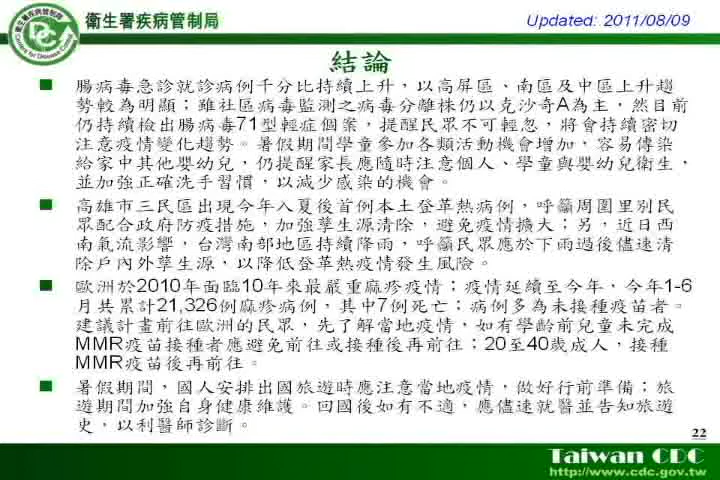 衛生署疾病管制局
Updated: 2011/08/09
結論
腸病毒急診就診病例千分比持續上升，以高屏區、南區及中區上升趨
勢較為明顯；雖社區病毒監測之病毒分離株仍以克沙奇A為主，然目前
仍持續檢出腸病毒71型輕症個案，提醒民眾不可輕忽，將會持續密切
注意疫情變化趨勢。暑假期間學童參加各類活動機會增加，容易傳染
給家中其他嬰幼兒，仍提醒家長應隨時注意個人、學童與嬰幼兒衛生，
並加強正確洗手習慣，以減少感染的機會。
高雄市三民區出現今年入夏後首例本土登革熱病例，呼籲周圍里別民
眾配合政府防疫措施，加強孳生源清除，避免疫情擴大；另，近日西
南氣流影響，台灣南部地區持續降雨，呼籲民眾應於下雨過後儘速清
除戶內外孳生源，以降低登革熱疫情發生風險。
歐洲於2010年面臨10年來最嚴重麻疹疫情；疫情延續至今年，今年1-6
月共累計21,326例麻疹病例，其中7例死亡；病例多為未接種疫苗者。
建議計畫前往歐洲的民眾，先了解當地疫情，如有學齡前兒童未完成
MMR疫苗接種者應避免前往或接種後再前往；20至40歲成人，接種
MMR疫苗後再前往。
暑假期間，國人安排出國旅遊時應注意當地疫情，做好行前準備；旅
遊期間加強自身健康維護。回國後如有不適，應儘速就醫並告知旅遊
史，以利醫師診斷。
22
Taiwan CDC
http://www.cdc.gov.tw